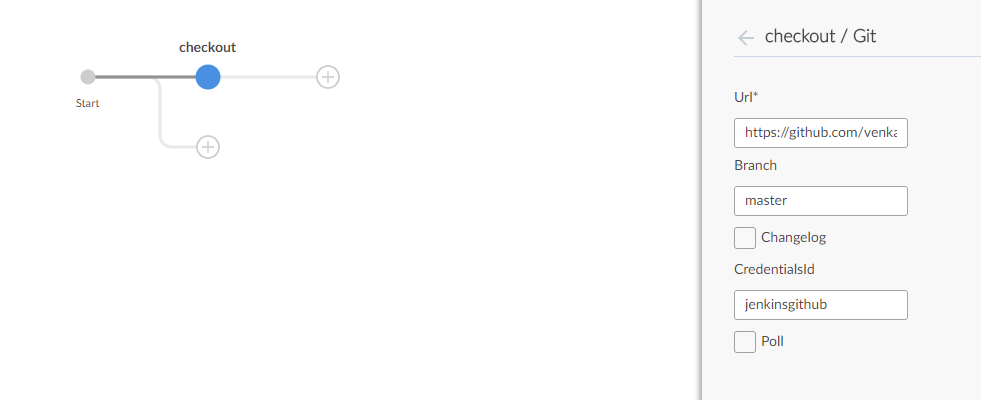 checkout
Start
checkout / Git
Url*
https://github.com/venka
Branch
master
Changelog
CredentialsId
jenkinsgithub
Poll